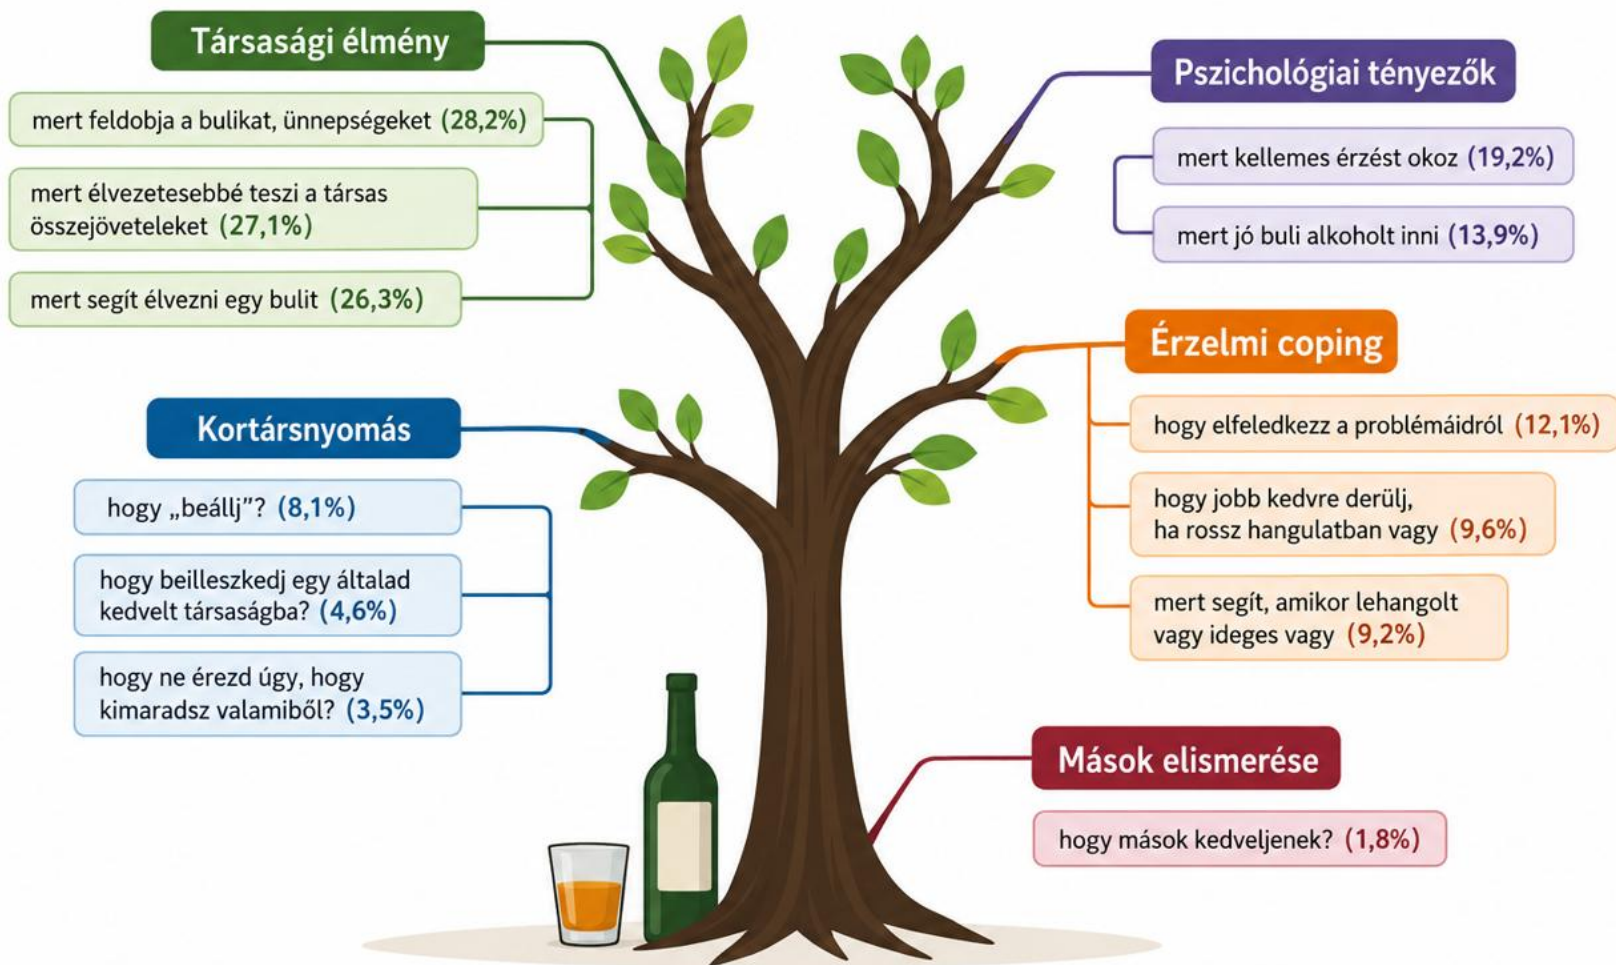 Társasági élmény
mert feldobja a bulikat, ünnepségeket (28,2%)
mert élvezetesebbé teszi a társas
összejöveteleket (27,1%)
mert segít élvezni egy bulit (26,3%)
Kortársnyomás
hogy „beállj”? (8,1%)
hogy beilleszkedj egy általad
kedvelt társaságba? (4,6%)
hogy ne érezd úgy, hogy
kimaradsz valamiből? (3,5%)
Pszichológiai tényezők
mert kellemes érzést okoz (19,2%)
mert jó buli alkoholt inni (13,9%)
Érzelmi coping
hogy elfeledkezz a problémáidról (12,1%)
hogy jobb kedvre derülj,
ha rossz hangulatban vagy (9,6%)
mert segít, amikor lehangolt
vagy ideges vagy (9,2%)
Mások elismerése
hogy mások kedveljenek? (1,8%)